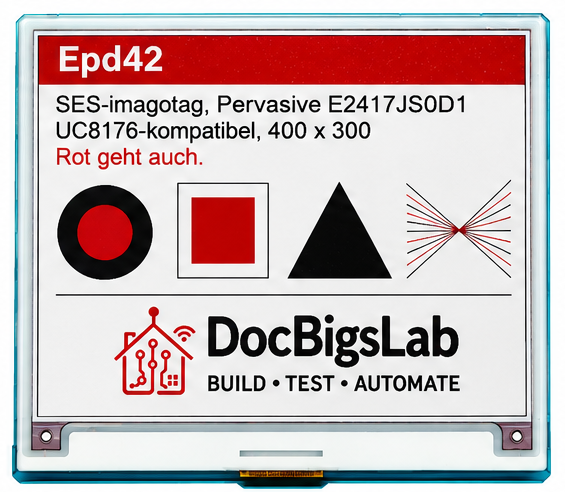 Epd42
SES-imagotag, Pervasive E2417JS0D1
UC8176-kompatibel, 400 x 300
Rot geht auch.
DocBigsLab
BUILD • TEST • AUTOMATE